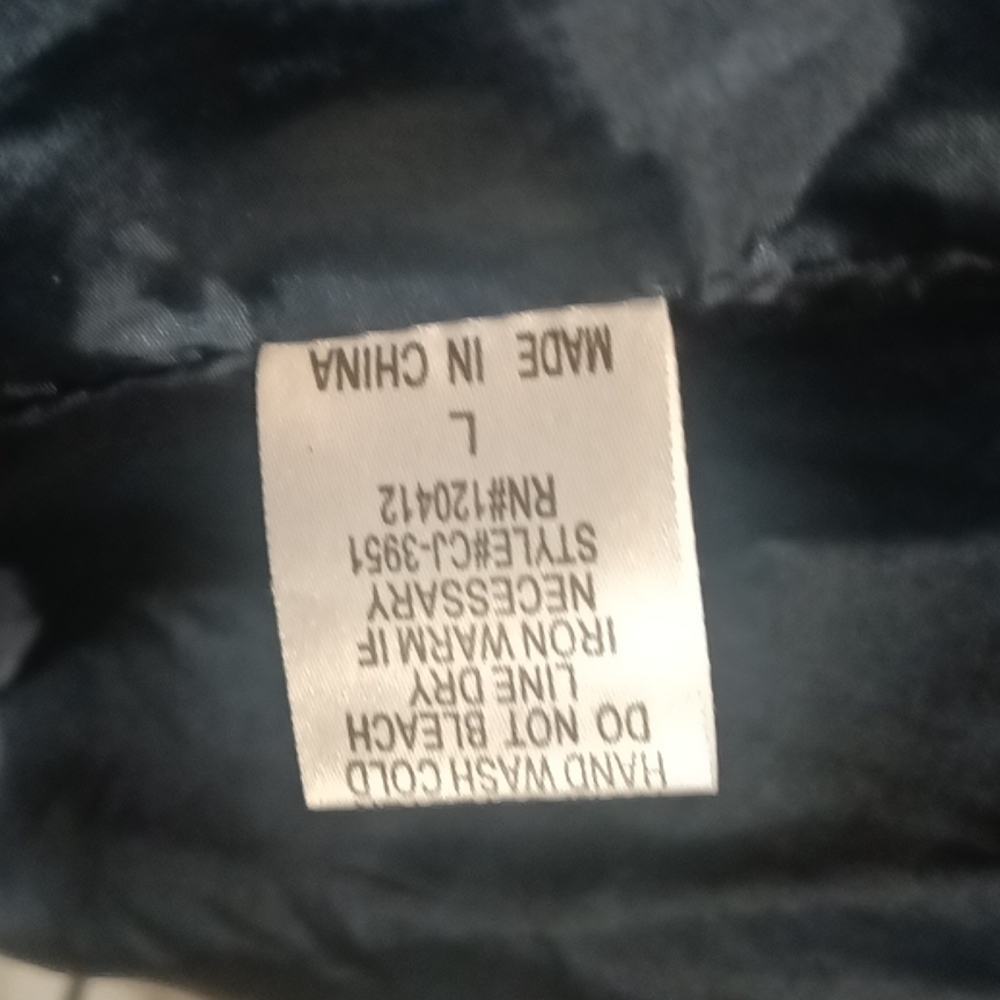 HAND WASH COLD
DO NOT BLEACH
LINE DRY
IRON WARM IF
NECESSARY
STYLE#CJ-3951
RN#120412
L
MADE IN CHINA